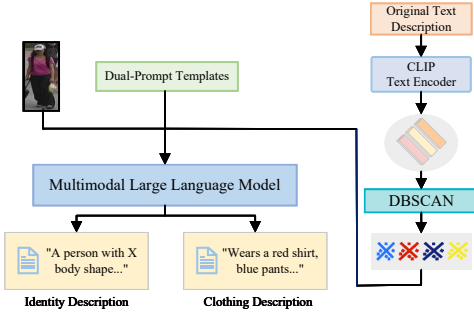 Original Text
Description
Dual-Prompt Templates
CLIP
Text Encoder
Multimodal Large Language Model
DBSCAN
"A person with X
body shape..."
"Wears a red shirt,
blue pants..."
Identity Description
Clothing Description